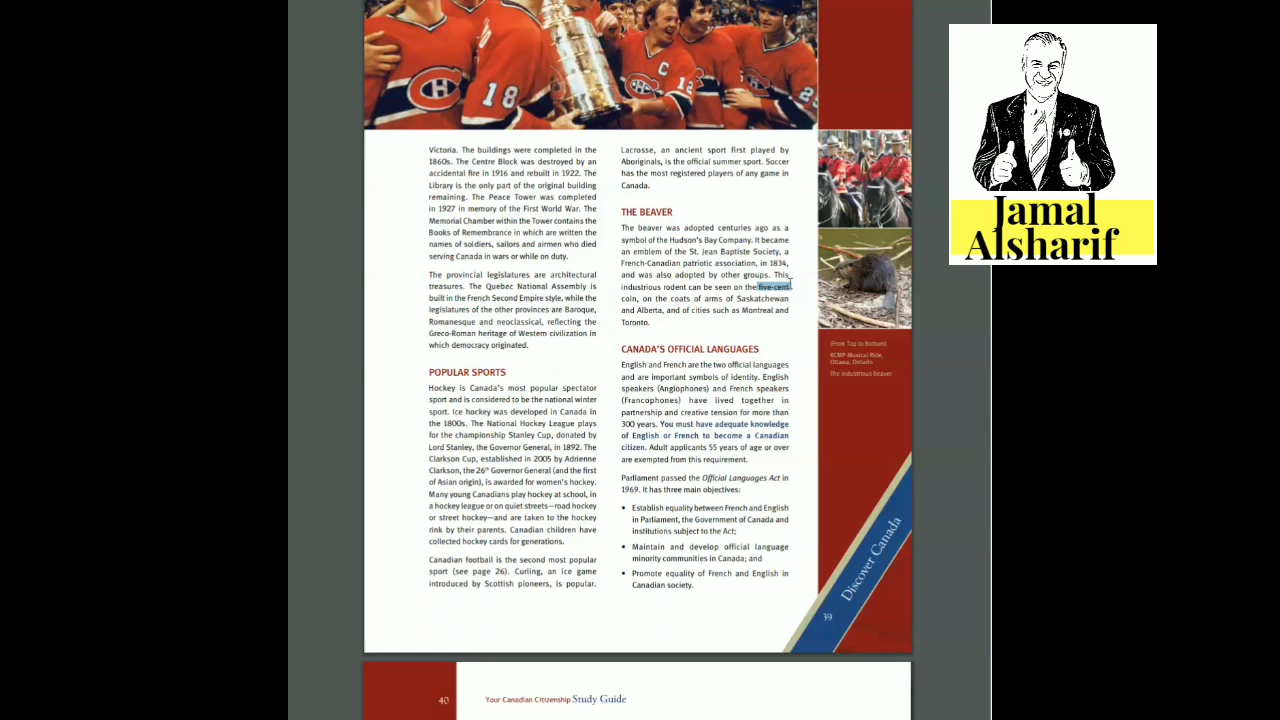 18
C
12
2
Victoria. The buildings were completed in the
1860s. The Centre Block was destroyed by an
accidental fire in 1916 and rebuilt in 1922. The
Library is the only part of the original building
remaining. The Peace Tower was completed
in 1927 in memory of the First World War. The
Memorial Chamber within the Tower contains the
Books of Remembrance in which are written the
names of soldiers, sailors and airmen who died
serving Canada in wars or while on duty.
The provincial legislatures are architectural
treasures. The Quebec National Assembly is
built in the French Second Empire style, while the
legislatures of the other provinces are Baroque,
Romanesque and neoclassical, reflecting the
Greco-Roman heritage of Western civilization in
which democracy originated.
POPULAR SPORTS
Hockey is Canada's most popular spectator
sport and is considered to be the national winter
sport. Ice hockey was developed in Canada in
the 1800s. The National Hockey League plays
for the championship Stanley Cup, donated by
Lord Stanley, the Governor General, in 1892. The
Clarkson Cup, established in 2005 by Adrienne
Clarkson, the 26th Governor General (and the first
of Asian origin), is awarded for women's hockey.
Many young Canadians play hockey at school, in
a hockey league or on quiet streets—road hockey
or street hockey—and are taken to the hockey
rink by their parents. Canadian children have
collected hockey cards for generations.
Canadian football is the second most popular
sport (see page 26). Curling, an ice game
introduced by Scottish pioneers, is popular.
Lacrosse, an ancient sport first played by
Aboriginals, is the official summer sport. Soccer
has the most registered players of any game in
Canada.
THE BEAVER
The beaver was adopted centuries ago as a
symbol of the Hudson's Bay Company. It became
an emblem of the St. Jean Baptiste Society, a
French-Canadian patriotic association, in 1834,
and was also adopted by other groups. This
industrious rodent can be seen on the five-cent
coin, on the coats of arms of Saskatchewan
and Alberta, and of cities such as Montreal and
Toronto.
CANADA'S OFFICIAL LANGUAGES
English and French are the two official languages
and are important symbols of identity. English
speakers (Anglophones) and French speakers
(Francophones) have lived together in
partnership and creative tension for more than
300 years. You must have adequate knowledge
of English or French to become a Canadian
citizen. Adult applicants 55 years of age or over
are exempted from this requirement.
Parliament passed the Official Languages Act in
1969. It has three main objectives:
• Establish equality between French and English
in Parliament, the Government of Canada and
institutions subject to the Act;
• Maintain and develop official language
minority communities in Canada; and
• Promote equality of French and English in
Canadian society.
(From Top to Bottom)
RCMP Musical Ride,
Ottawa, Ontario
The industrious beaver
Discover Canada
39
40
Your Canadian Citizenship Study Guide
Jamal
Alsharif